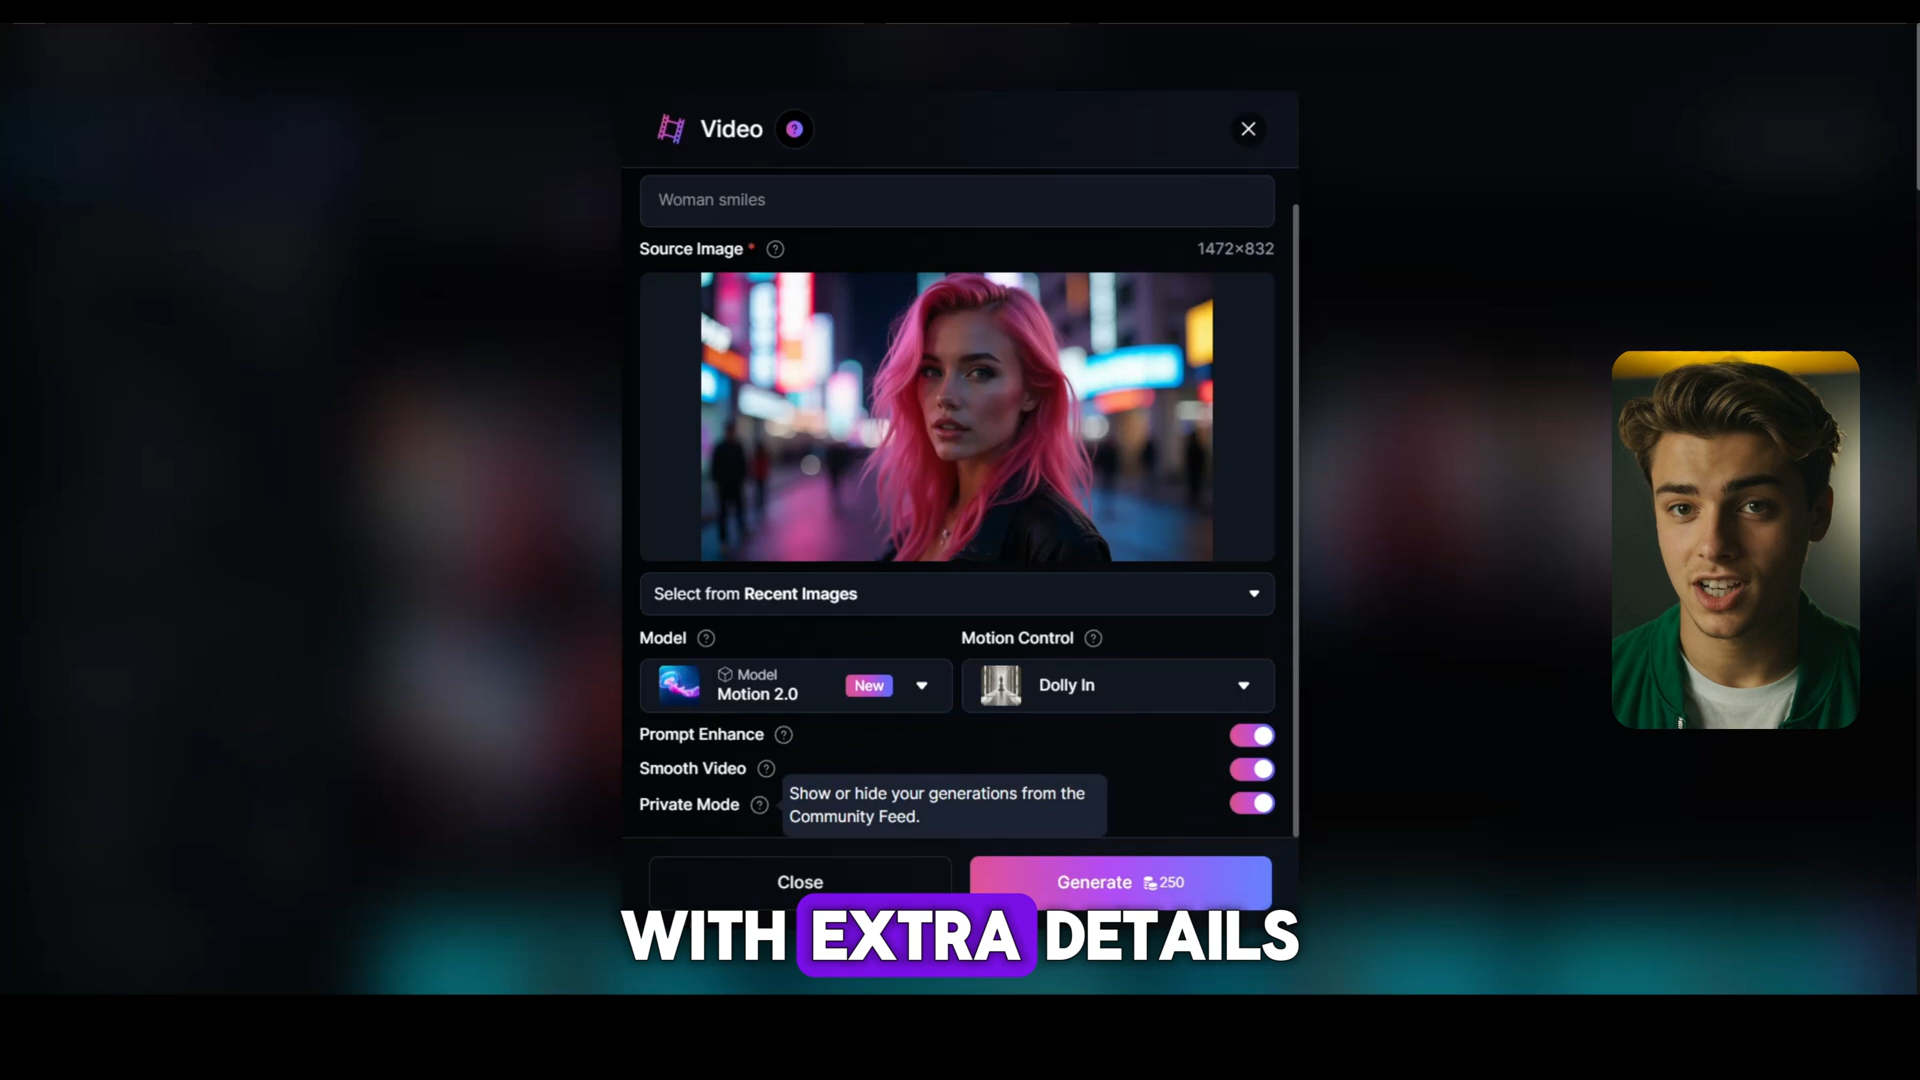 Video ?
Woman smiles
Source Image * ? 1472×832
Select from Recent Images
Model ? Motion Control ?
Model
Motion 2.0 New Dolly In
Prompt Enhance ?
Smooth Video ?
Private Mode ?
Show or hide your generations from the
Community Feed.
Close Generate 250
WITH EXTRA DETAILS